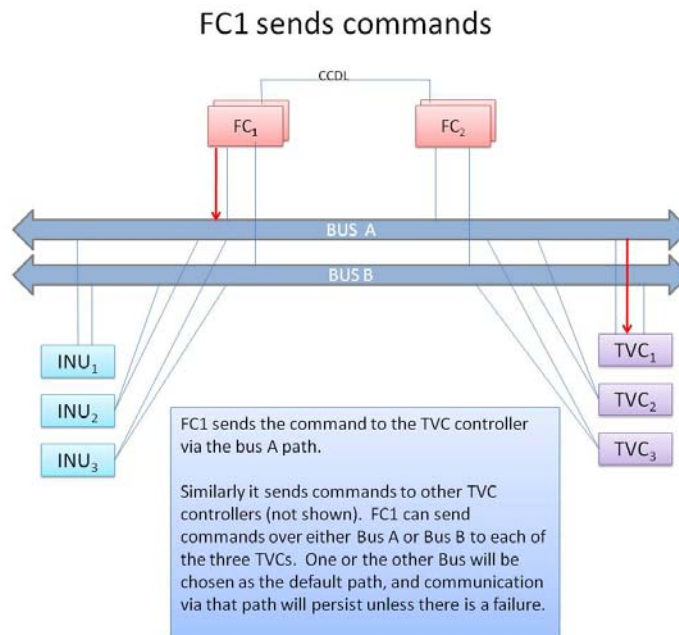 FC1 sends commands
CCDL
FC1
FC2
BUS A
BUS B
INU1
TVC1
INU2
TVC2
INU3
TVC3
FC1 sends the command to the TVC controller
via the bus A path.
Similarly it sends commands to other TVC
controllers (not shown). FC1 can send
commands over either Bus A or Bus B to each of
the three TVCs. One or the other Bus will be
chosen as the default path, and communication
via that path will persist unless there is a failure.